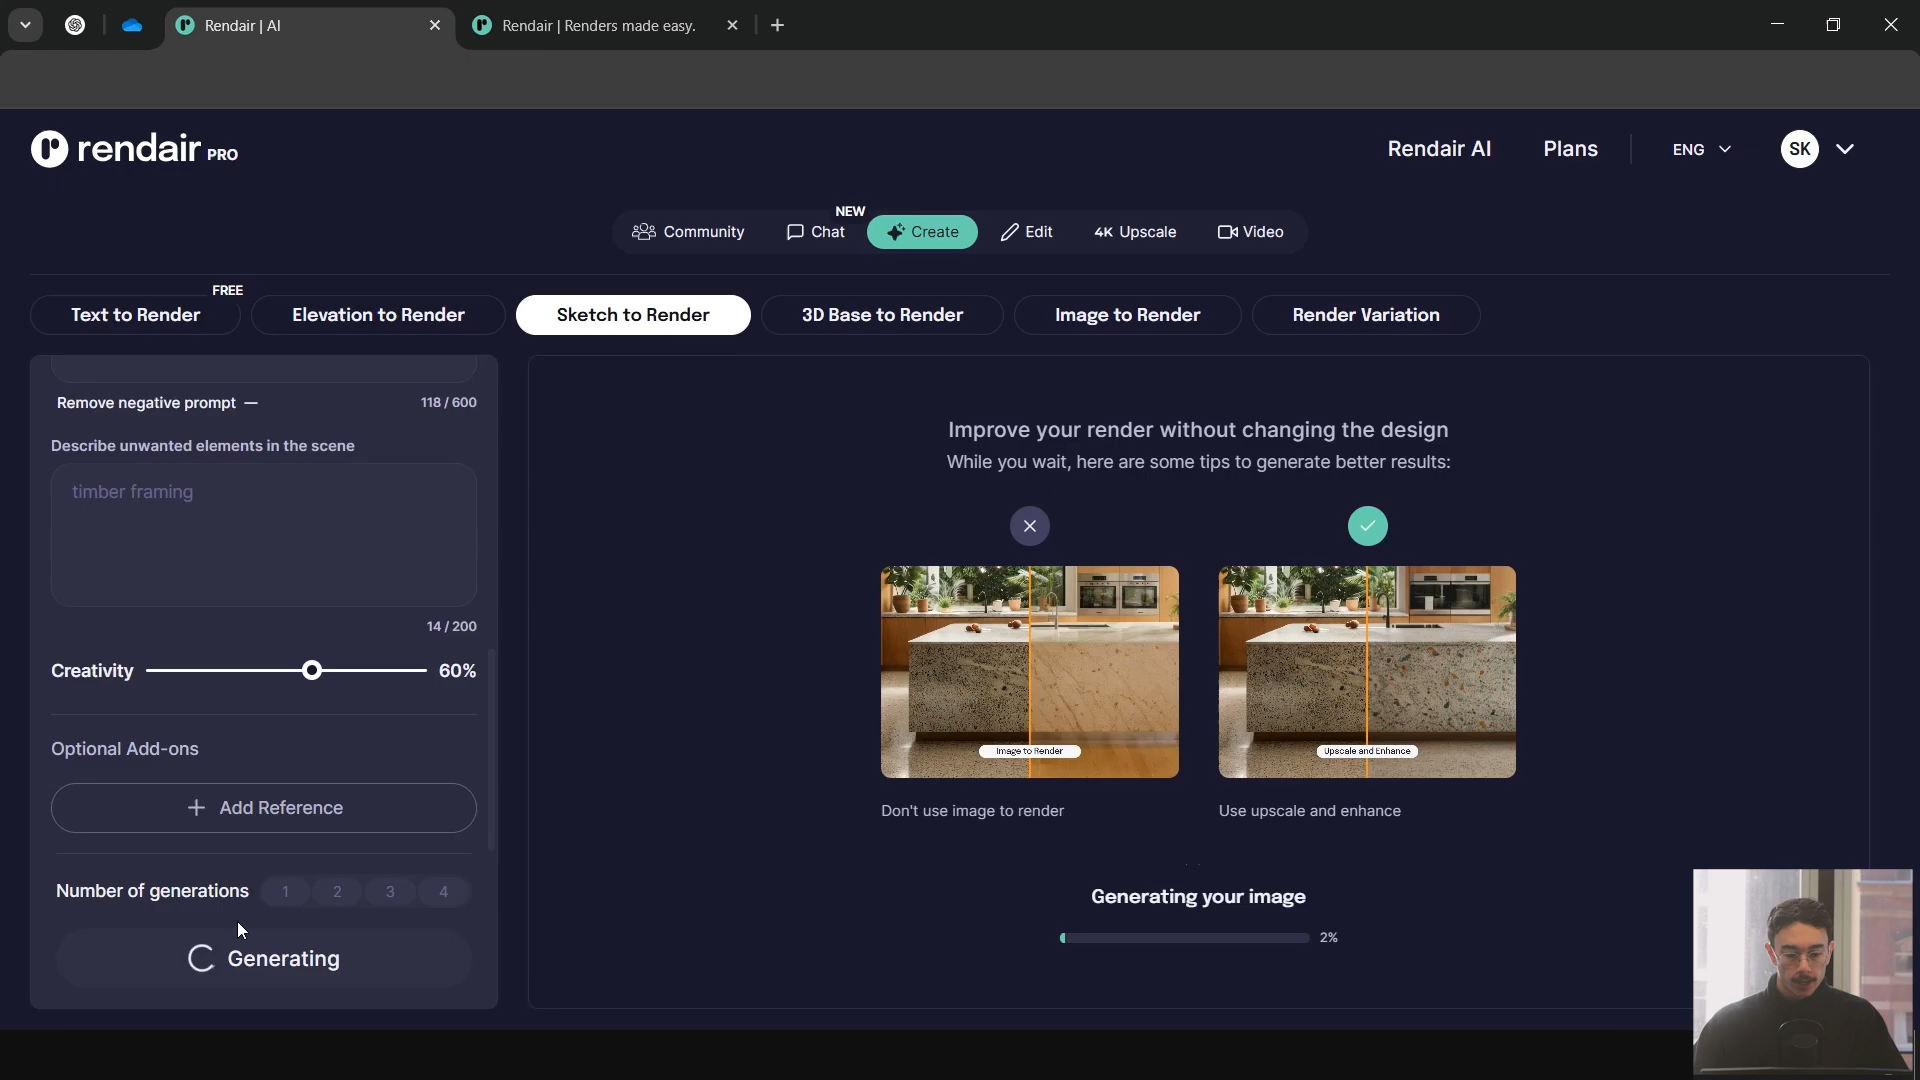 Rendair | AI
Rendair | Renders made easy.
rendair PRO
Rendair AI
Plans
ENG
SK
NEW
Community
Chat
Create
Edit
4K Upscale
Video
FREE
Text to Render
Elevation to Render
Sketch to Render
3D Base to Render
Image to Render
Render Variation
Remove negative prompt —
118 / 600
Describe unwanted elements in the scene
timber framing
14 / 200
Creativity
60%
Optional Add-ons
+ Add Reference
Number of generations
1
2
3
4
Generating
Improve your render without changing the design
While you wait, here are some tips to generate better results:
Image to Render
Upscale and Enhance
Don't use image to render
Use upscale and enhance
Generating your image
2%